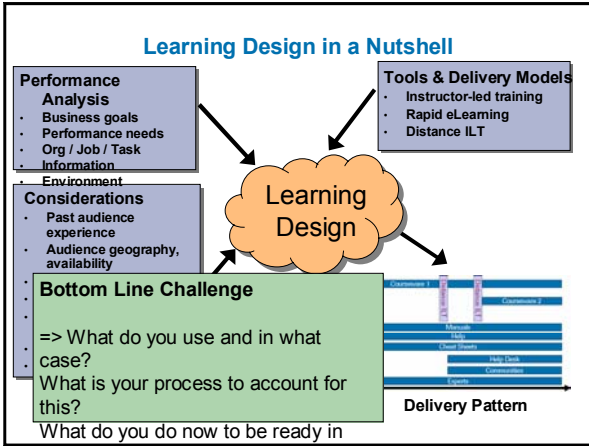 Learning Design in a Nutshell
Performance
Analysis
• Business goals
• Performance needs
• Org / Job / Task
• Information
• Environment
Tools & Delivery Models
• Instructor-led training
• Rapid eLearning
• Distance ILT
Considerations
• Past audience
experience
• Audience geography,
availability
Learning
Design
Bottom Line Challenge
=> What do you use and in what
case?
What is your process to account for
this?
What do you do now to be ready in
Courseware 1
Distance ILT
Distance ILT
Courseware 2
Manuals
Help
Cheat Sheets
Help Desk
Communities
Experts
Delivery Pattern